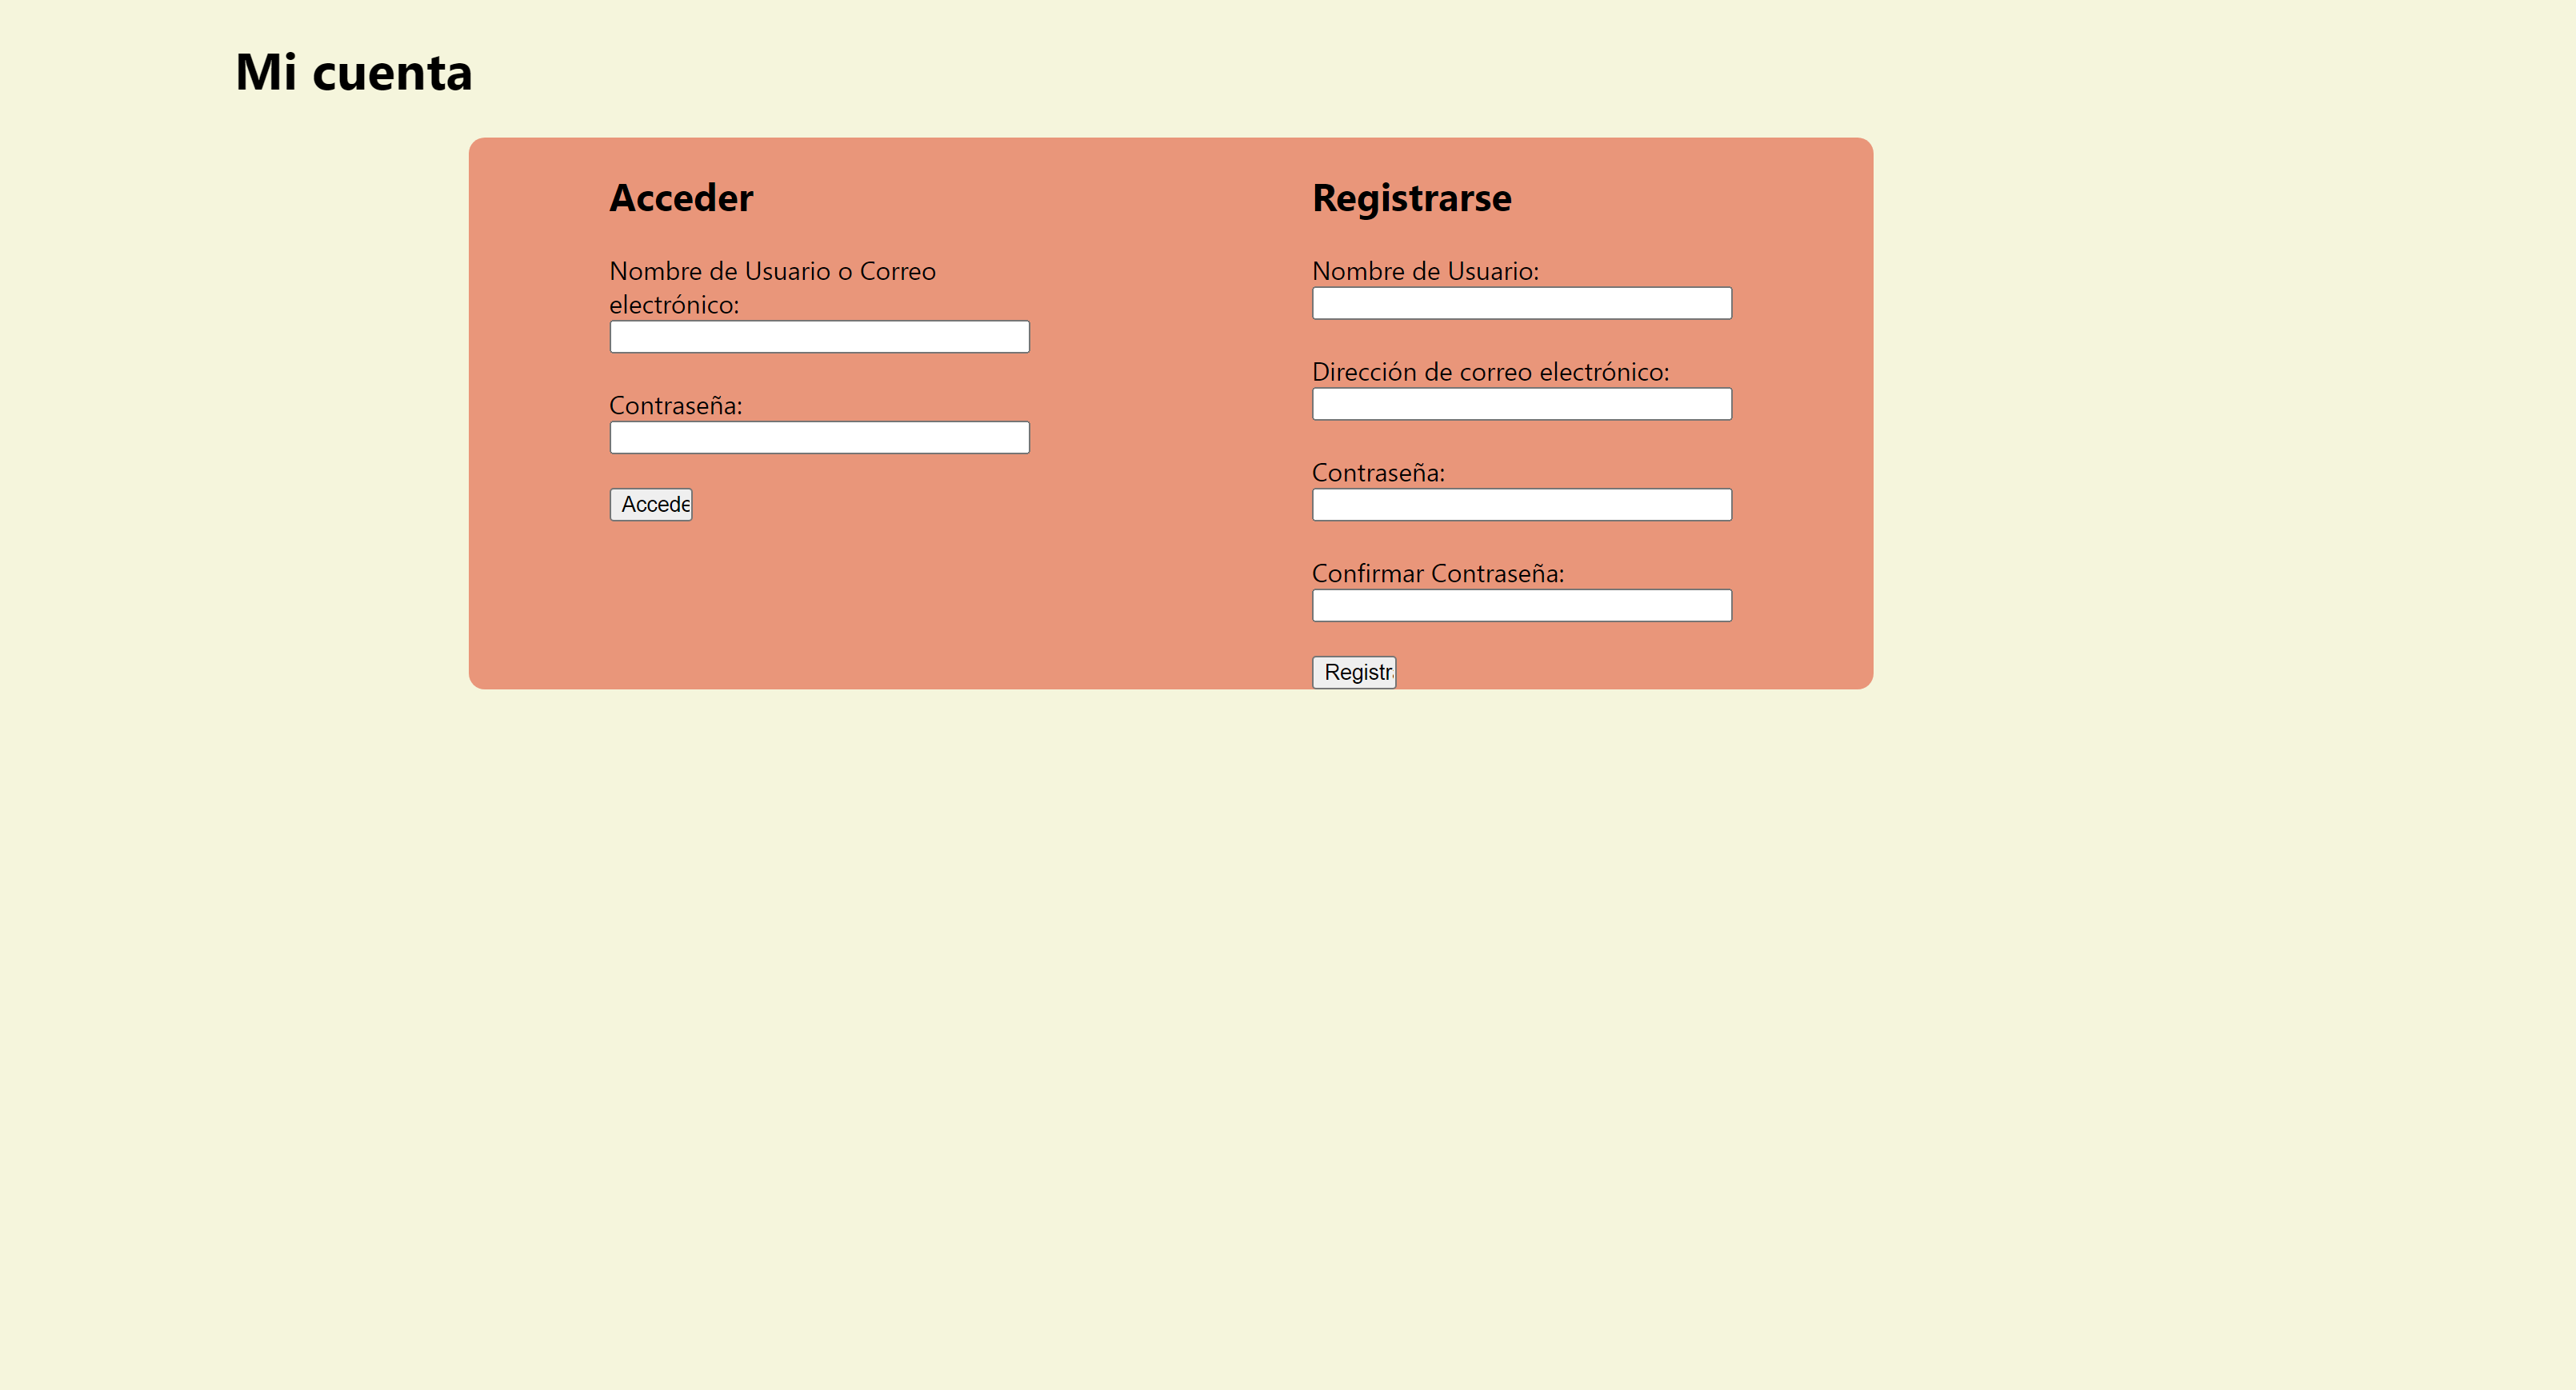 Mi cuenta
Acceder
Nombre de Usuario o Correo
electrónico:
Contraseña:
Accede
Registrarse
Nombre de Usuario:
Dirección de correo electrónico:
Contraseña:
Confirmar Contraseña:
Registr